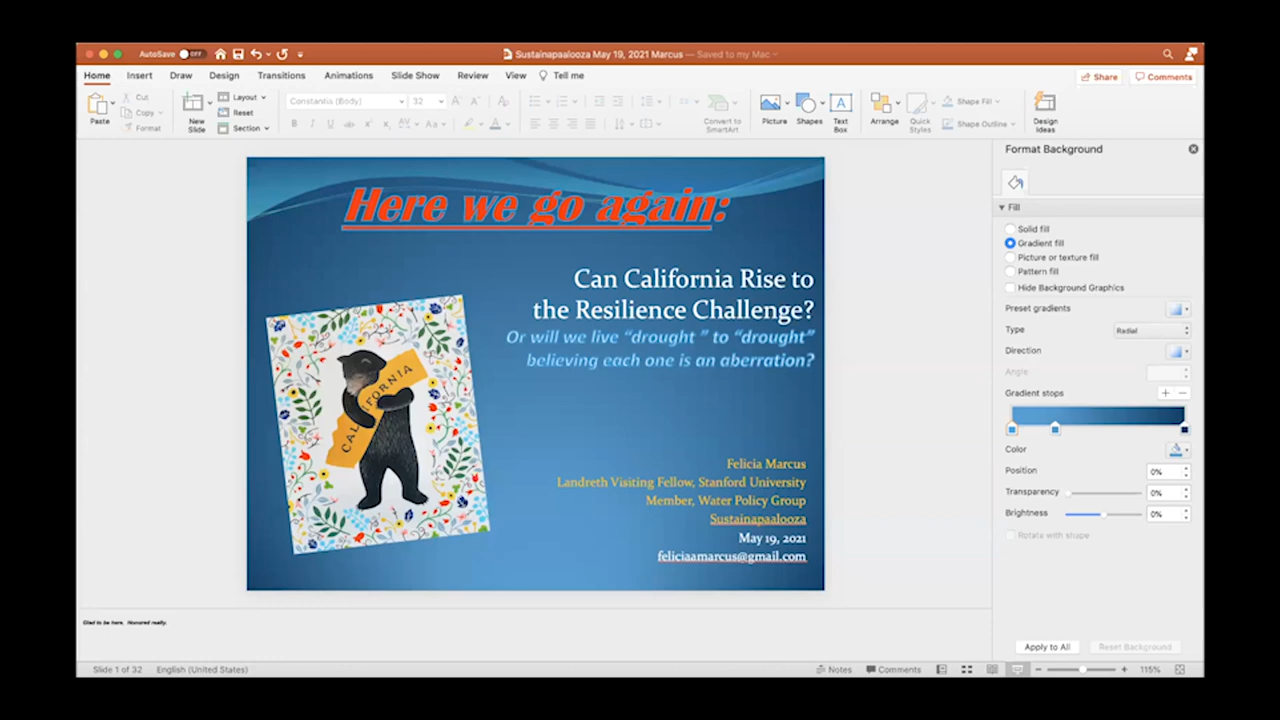 AutoSave OFF
Sustainapaalooza May 19, 2021 Marcus — Saved to my Mac
Home Insert Draw Design Transitions Animations Slide Show Review View Tell me
Share Comments
Paste
Cut
Copy
Format
New Slide
Layout
Reset
Section
Constantia (Body) 32
Convert to SmartArt
Picture Shapes Text Box
Arrange Quick Styles
Shape Fill
Shape Outline
Design Ideas
Here we go again:
Can California Rise to
the Resilience Challenge?
Or will we live “drought ” to “drought”
believing each one is an aberration?
CALIFORNIA
Felicia Marcus
Landreth Visiting Fellow, Stanford University
Member, Water Policy Group
Sustainapaalooza
May 19, 2021
feliciaamarcus@gmail.com
Glad to be here. Honored really.
Format Background
Fill
Solid fill
Gradient fill
Picture or texture fill
Pattern fill
Hide Background Graphics
Preset gradients
Type Radial
Direction
Angle
Gradient stops
Color
Position 0%
Transparency 0%
Brightness 0%
Rotate with shape
Apply to All Reset Background
Slide 1 of 32 English (United States) Notes Comments 115%